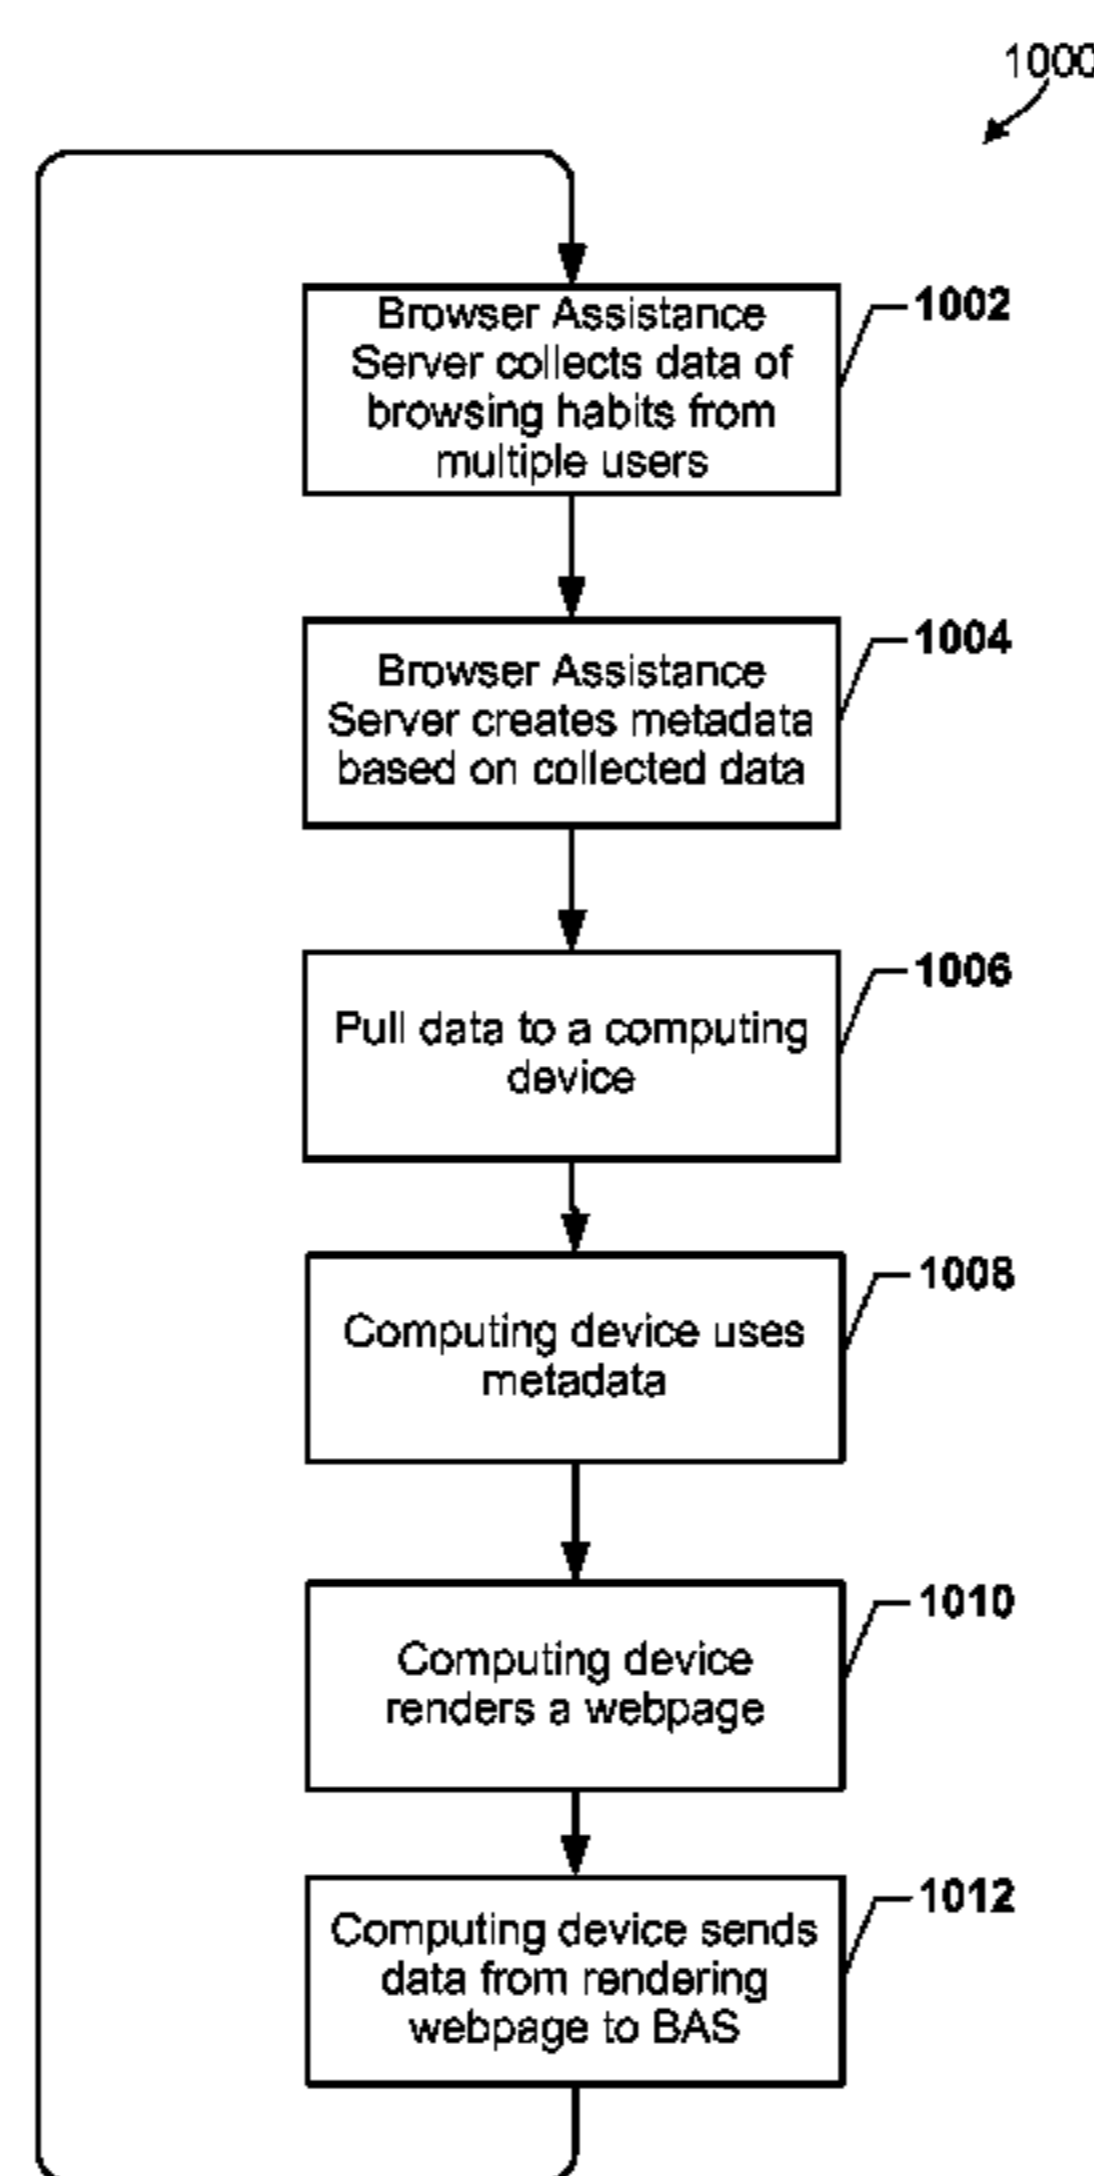 1000
Browser Assistance
Server collects data of
browsing habits from
multiple users
1002
Browser Assistance
Server creates metadata
based on collected data
1004
Pull data to a computing
device
1006
Computing device uses
metadata
1008
Computing device
renders a webpage
1010
Computing device sends
data from rendering
webpage to BAS
1012